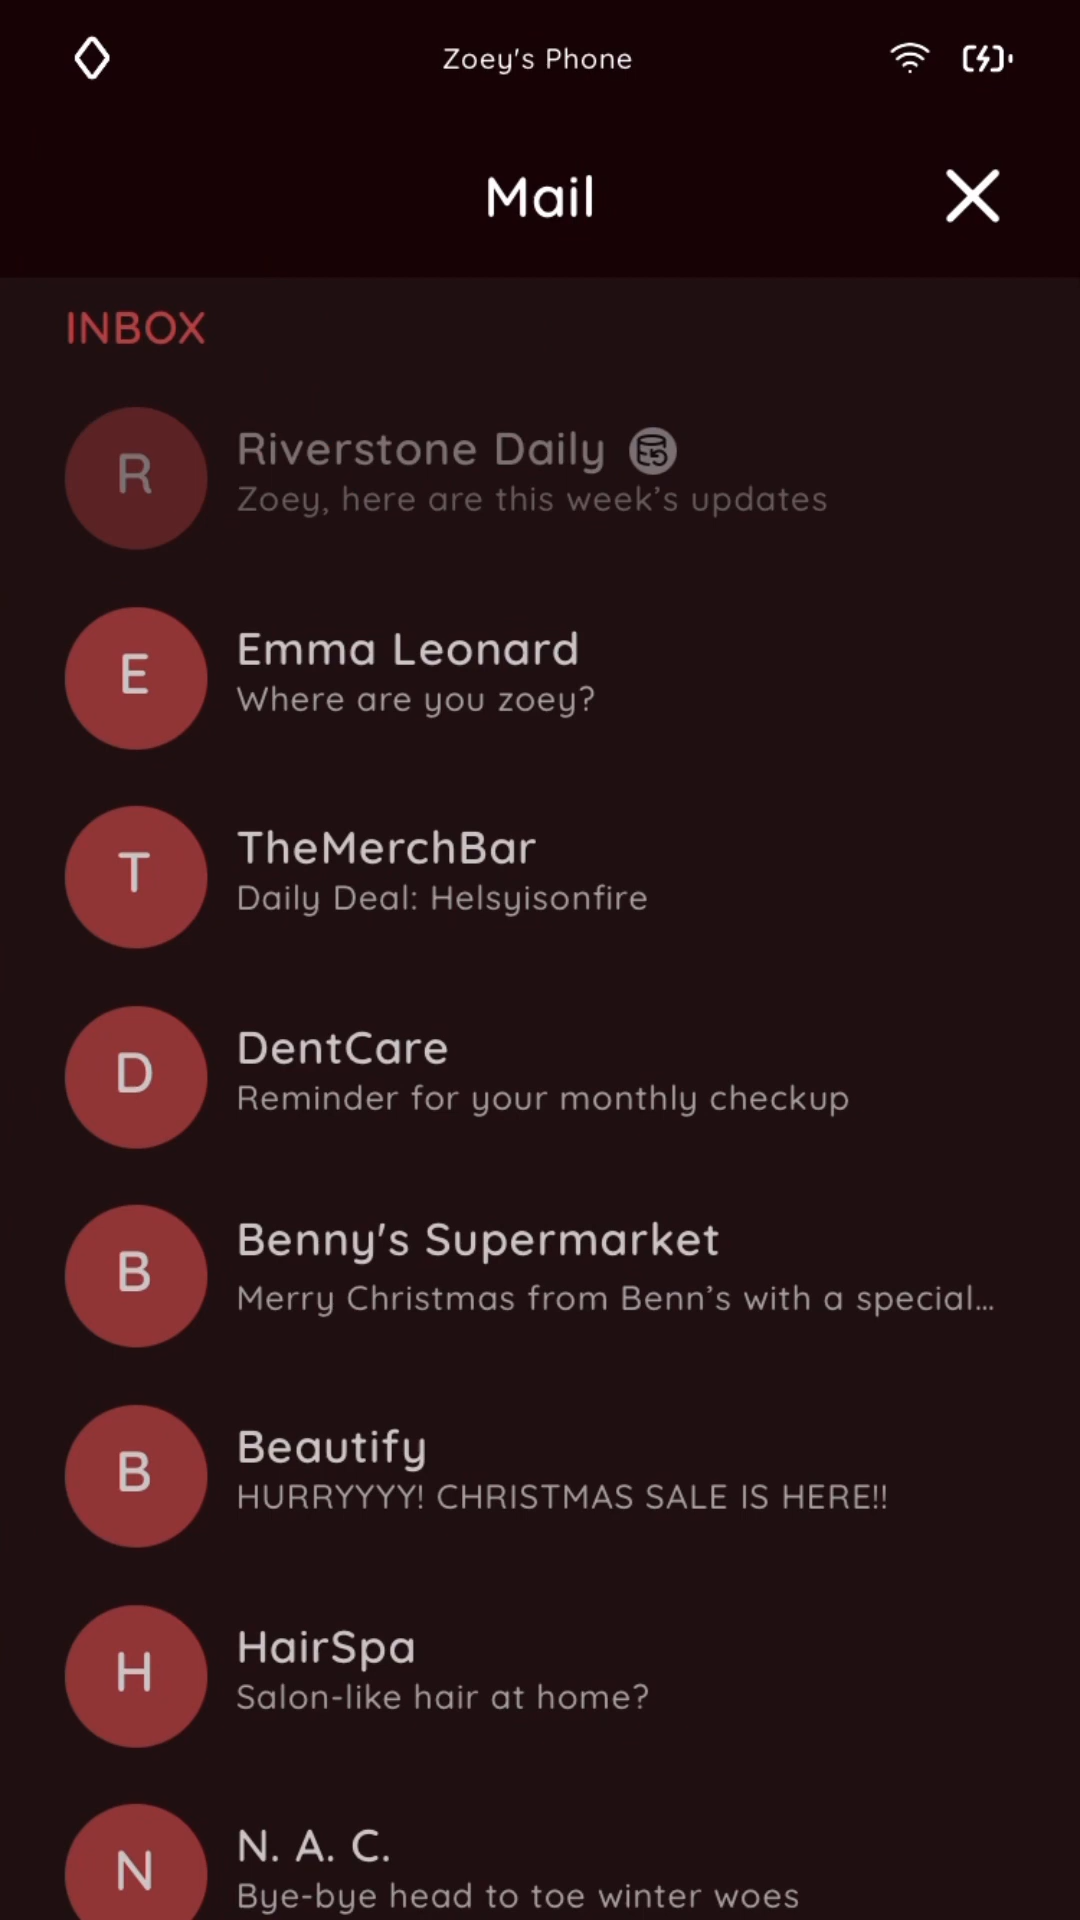 Zoey's Phone
Mail
INBOX
R
Riverstone Daily
Zoey, here are this week’s updates
E
Emma Leonard
Where are you zoey?
T
TheMerchBar
Daily Deal: Helsyisonfire
D
DentCare
Reminder for your monthly checkup
B
Benny's Supermarket
Merry Christmas from Benn’s with a special...
B
Beautify
HURRYYYY! CHRISTMAS SALE IS HERE!!
H
HairSpa
Salon-like hair at home?
N
N. A. C.
Bye-bye head to toe winter woes